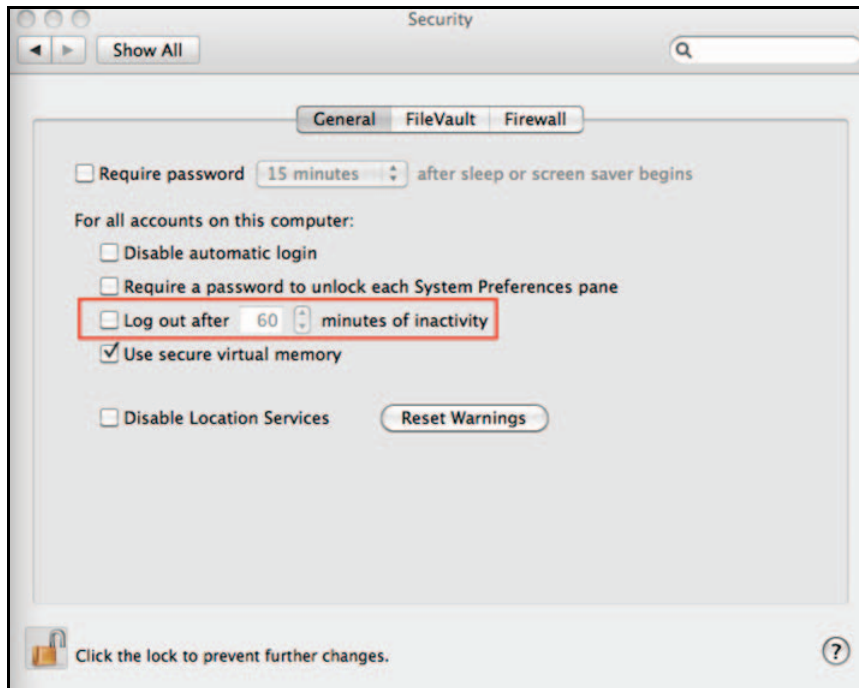 Security
Show All
General FileVault Firewall
Require password 15 minutes after sleep or screen saver begins
For all accounts on this computer:
Disable automatic login
Require a password to unlock each System Preferences pane
Log out after 60 minutes of inactivity
Use secure virtual memory
Disable Location Services Reset Warnings
Click the lock to prevent further changes. ?